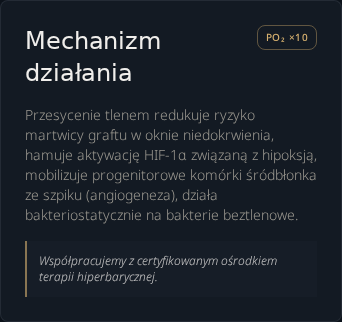 Mechanizm
działania
PO₂ ×10
Przesycenie tlenem redukuje ryzyko
martwicy graftu w oknie niedokrwienia,
hamuje aktywację HIF-1α związaną z hipoksją,
mobilizuje progenitorowe komórki śródbłonka
ze szpiku (angiogeneza), działa
bakteriostatycznie na bakterie beztlenowe.
Współpracujemy z certyfikowanym ośrodkiem
terapii hiperbarycznej.